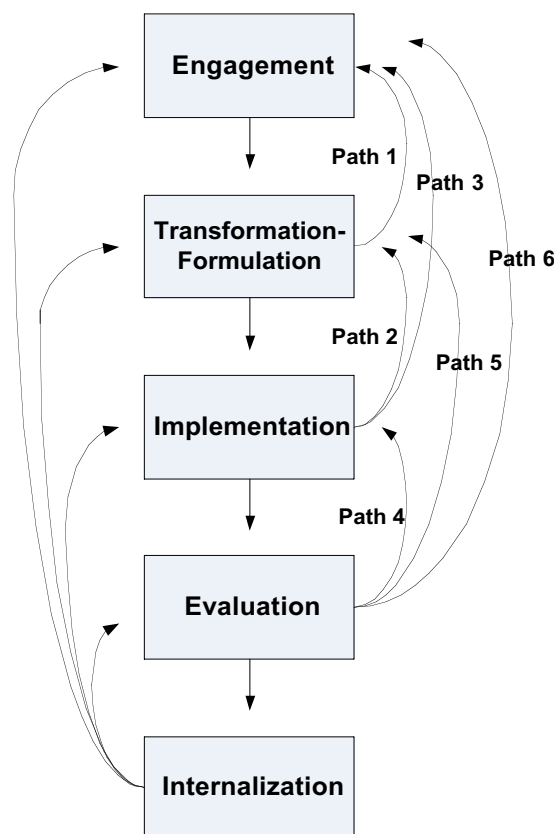 Engagement
Path 1
Path 3
Transformation-
Formulation
Path 6
Path 2
Path 5
Implementation
Path 4
Evaluation
Internalization